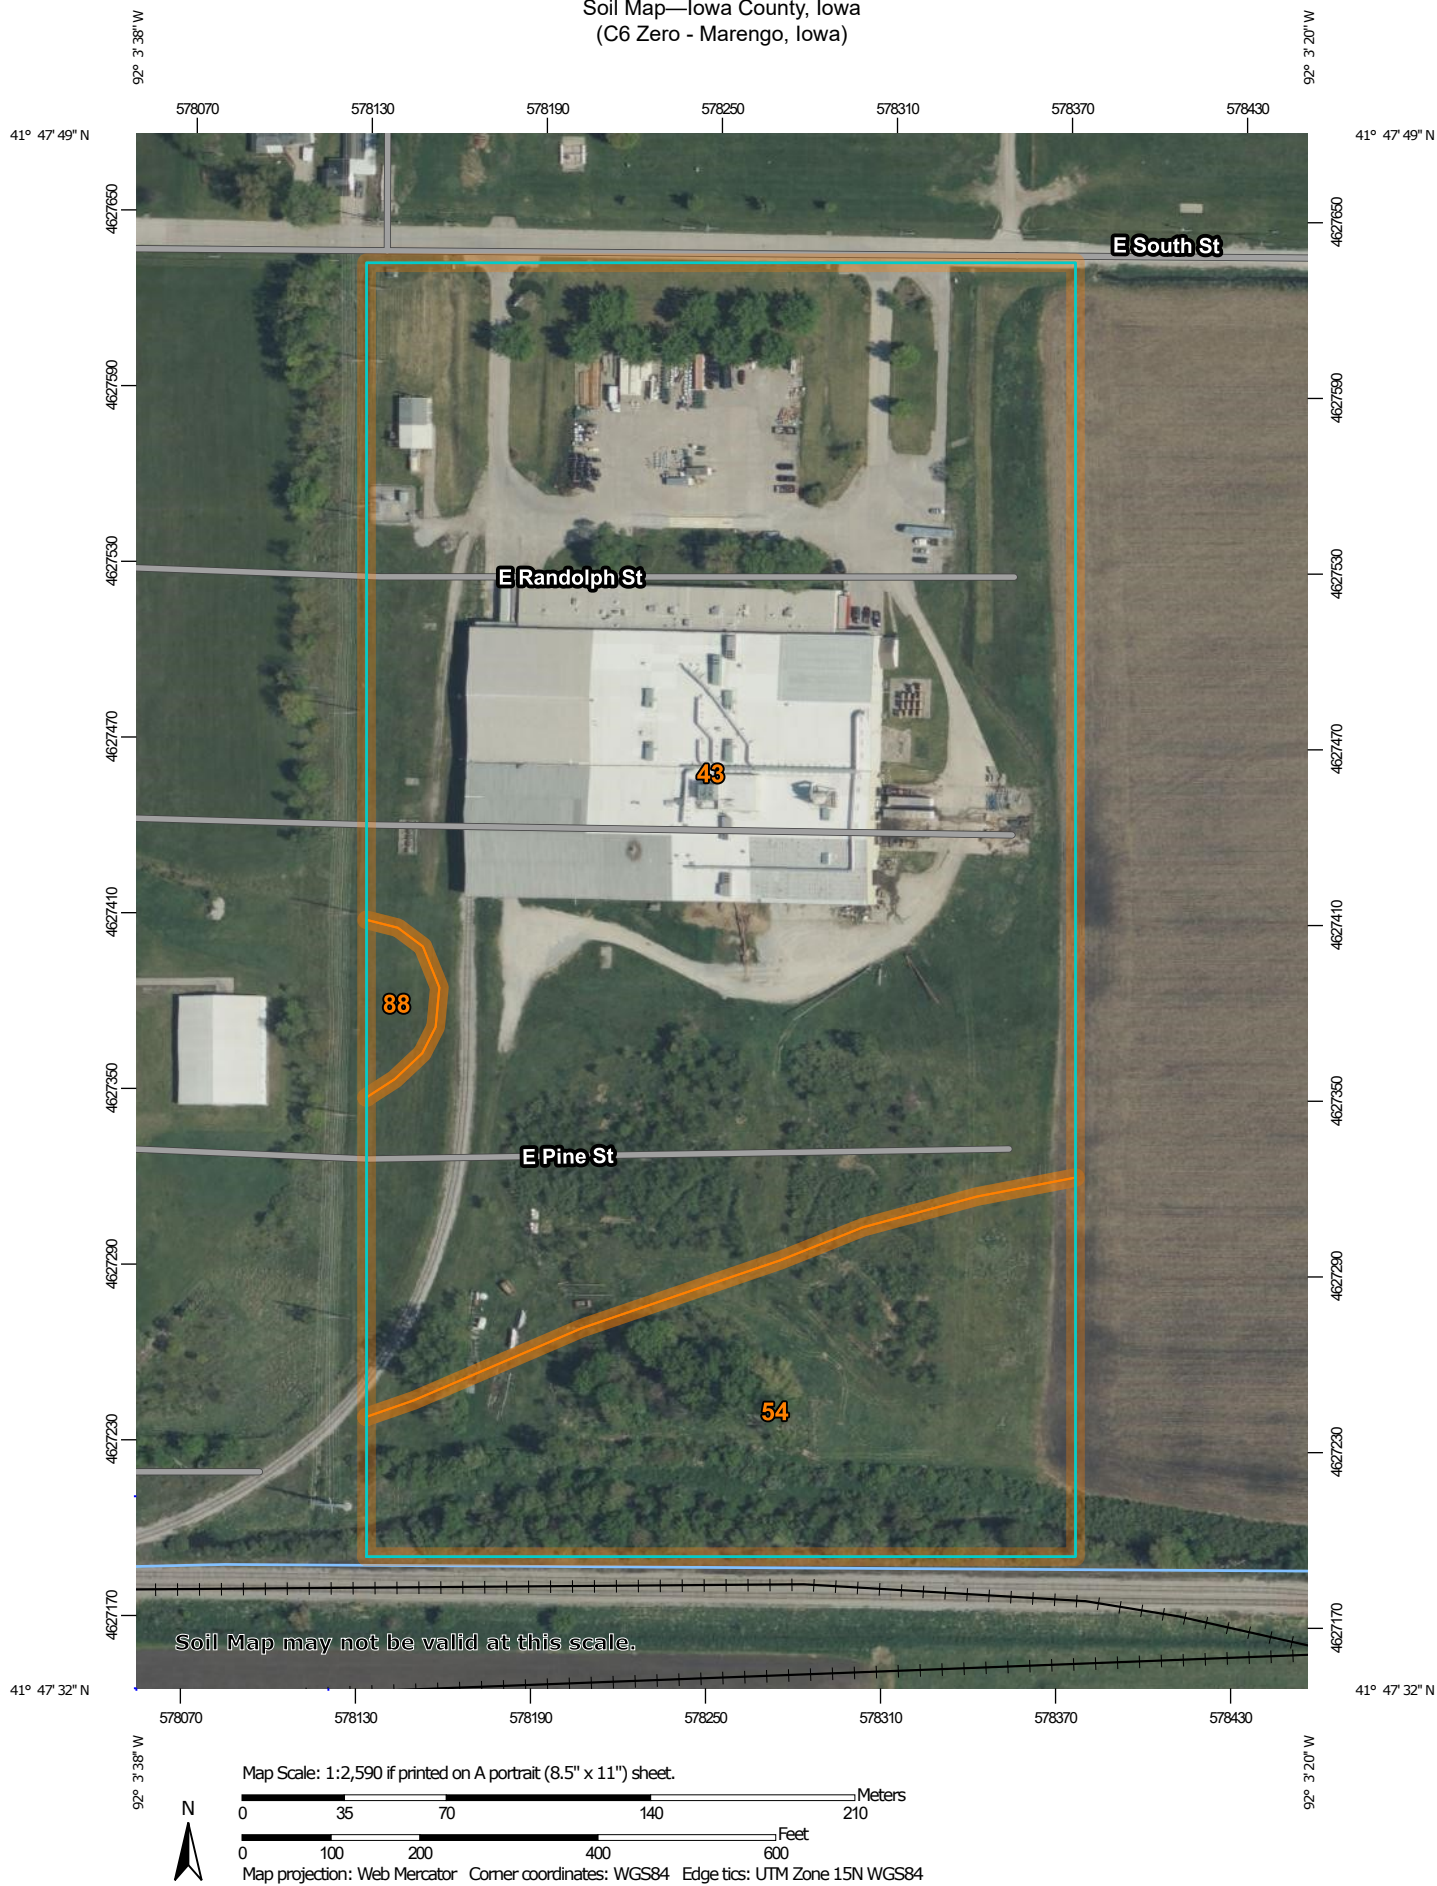 Soil Map—Iowa County, Iowa
(C6 Zero - Marengo, Iowa)
92° 3' 38'' W
92° 3' 20'' W
578070 578130 578190 578250 578310 578370 578430
41° 47' 49'' N
41° 47' 49'' N
4627650
4627650
E South St
4627590
4627590
4627530
4627530
E Randolph St
4627470
4627470
43
4627410
4627410
88
4627350
4627350
E Pine St
4627290
4627290
54
4627230
4627230
4627170
4627170
Soil Map may not be valid at this scale.
41° 47' 32'' N
41° 47' 32'' N
578070 578130 578190 578250 578310 578370 578430
92° 3' 38'' W
92° 3' 20'' W
Map Scale: 1:2,590 if printed on A portrait (8.5" x 11") sheet.
N
Meters
0 35 70 140 210
Feet
0 100 200 400 600
Map projection: Web Mercator Corner coordinates: WGS84 Edge tics: UTM Zone 15N WGS84